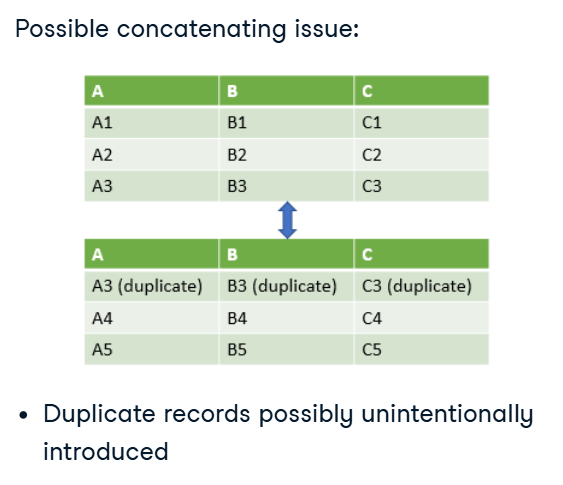 Possible concatenating issue:
A B C
A1 B1 C1
A2 B2 C2
A3 B3 C3
A B C
A3 (duplicate) B3 (duplicate) C3 (duplicate)
A4 B4 C4
A5 B5 C5
• Duplicate records possibly unintentionally
introduced